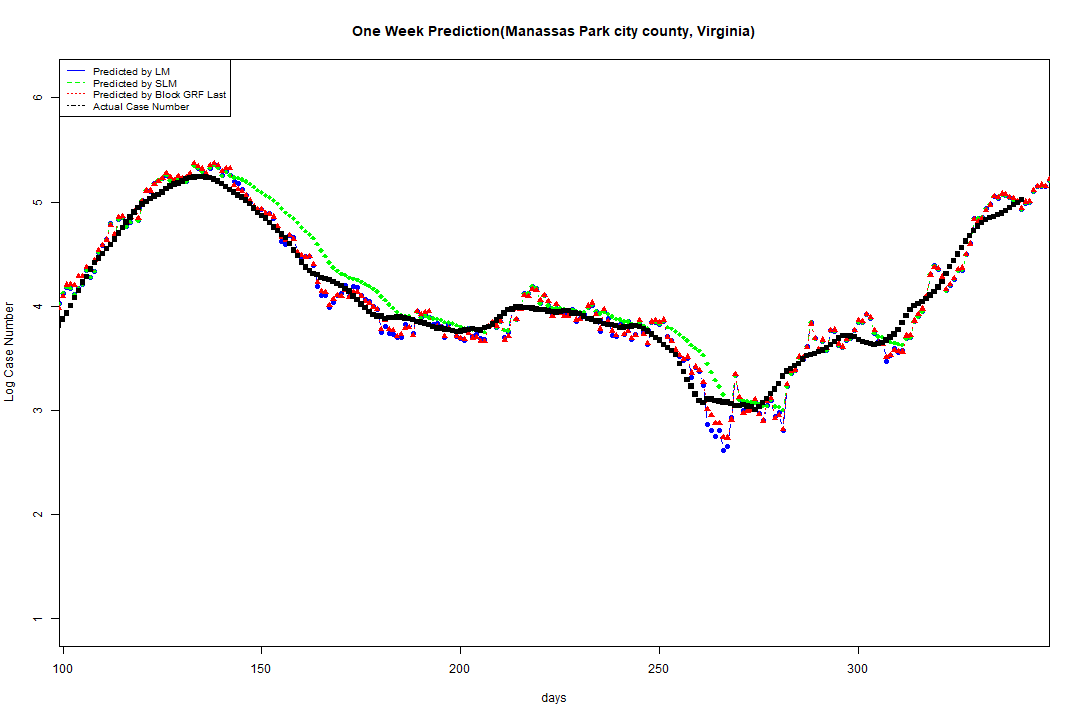 One Week Prediction(Manassas Park city county, Virginia)
Predicted by LM
Predicted by SLM
Predicted by Block GRF Last
Actual Case Number
6
5
4
3
2
1
Log Case Number
100 150 200 250 300
days